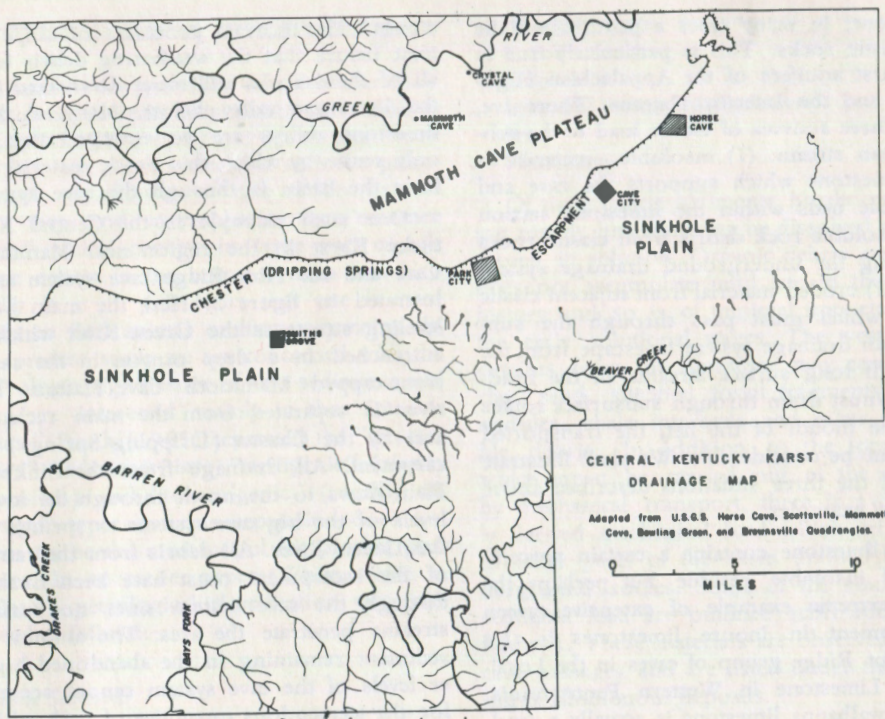 RIVER
GREEN
CRYSTAL
CAVE
MAMMOTH
CAVE
HORSE
CAVE
MAMMOTH CAVE PLATEAU
CAVE
CITY
ESCARPMENT
SINKHOLE
PLAIN
PARK
CITY
CHESTER (DRIPPING SPRINGS)
GROVE
SINKHOLE PLAIN
BEAVER CREEK
BARREN RIVER
DRAKES CREEK
BAYS FORK
CENTRAL KENTUCKY KARST
DRAINAGE MAP
Adapted from U.S.G.S. Horse Cave, Scottsville, Mammoth
Cave, Bowling Green, and Brownsville Quadrangles.
0 5 10
MILES